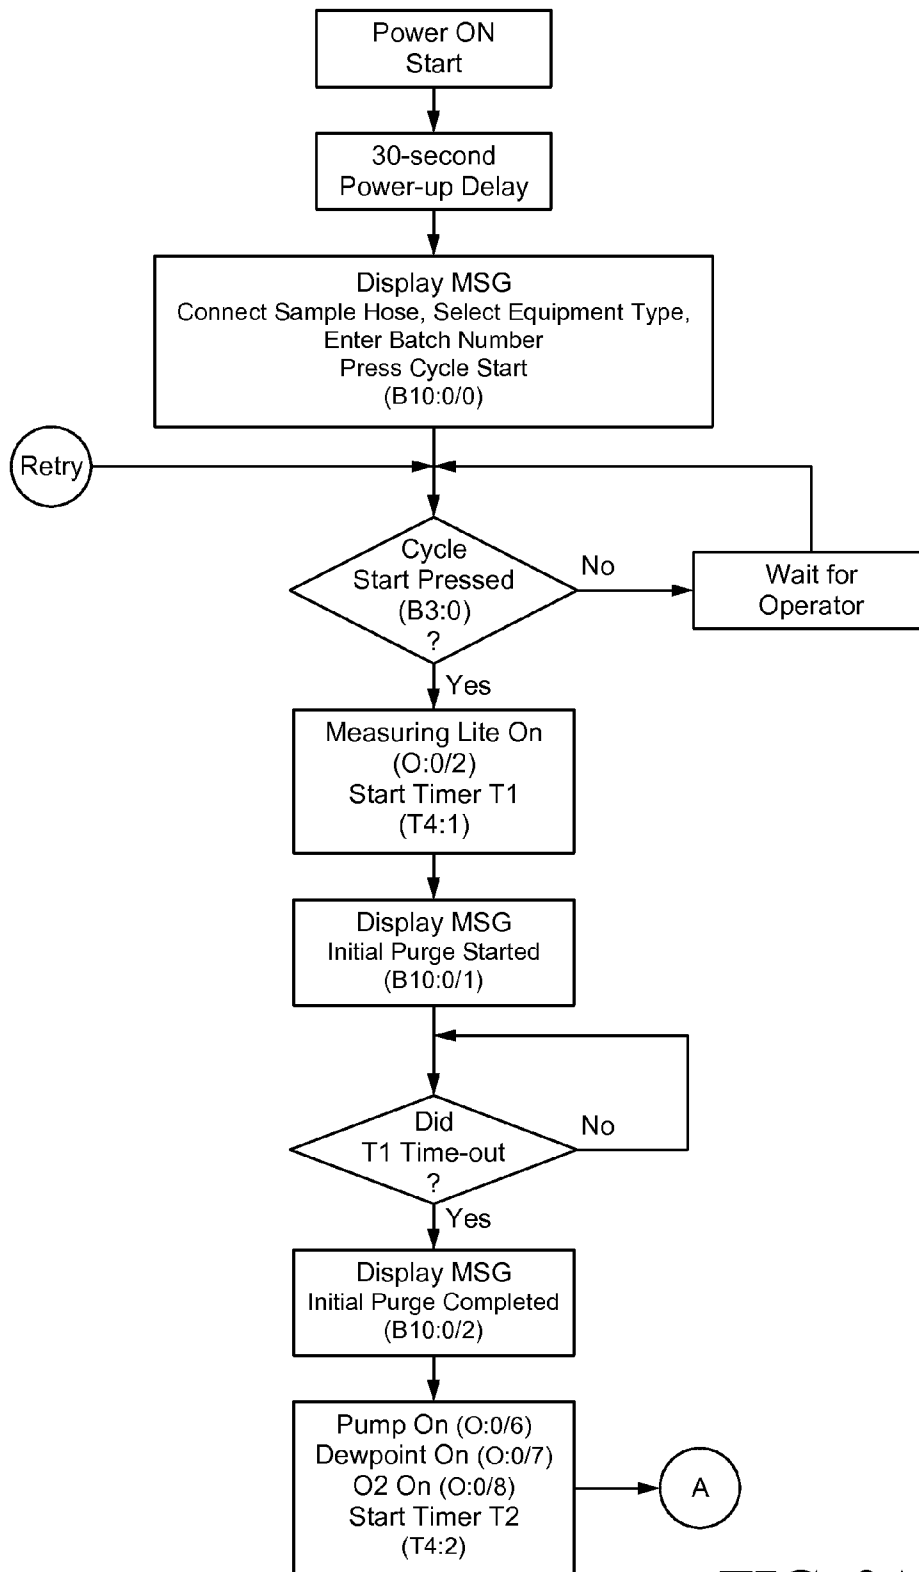 Power ON
Start
30-second
Power-up Delay
Display MSG
Connect Sample Hose, Select Equipment Type,
Enter Batch Number
Press Cycle Start
(B10:0/0)
Retry
Cycle
Start Pressed
(B3:0)
?
No
Wait for
Operator
Yes
Measuring Lite On
(O:0/2)
Start Timer T1
(T4:1)
Display MSG
Initial Purge Started
(B10:0/1)
Did
T1 Time-out
?
No
Yes
Display MSG
Initial Purge Completed
(B10:0/2)
Pump On (O:0/6)
Dewpoint On (O:0/7)
O2 On (O:0/8)
Start Timer T2
(T4:2)
A